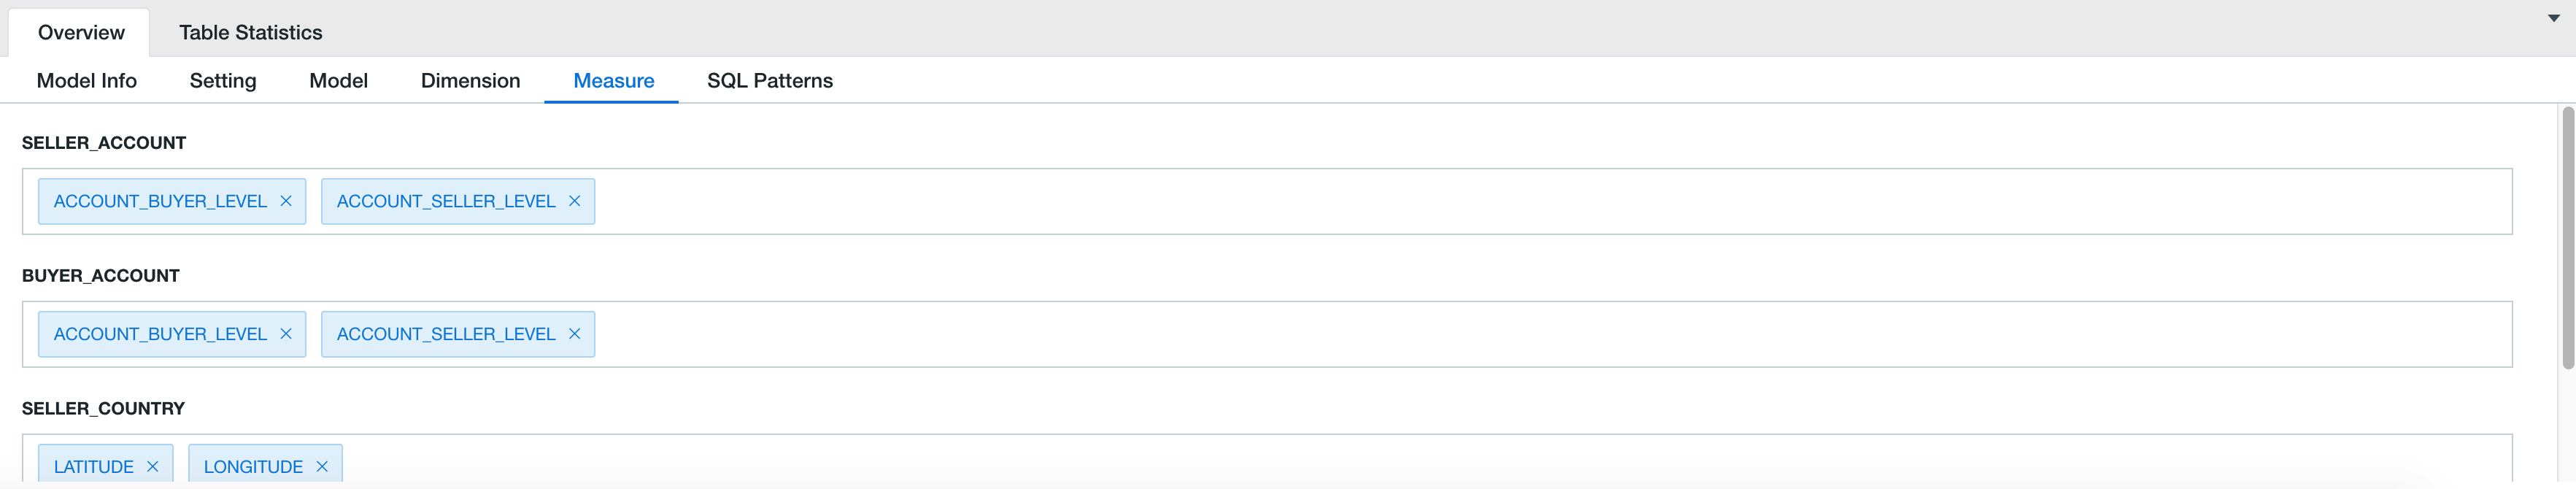 Overview Table Statistics
Model Info Setting Model Dimension Measure SQL Patterns
SELLER_ACCOUNT
ACCOUNT_BUYER_LEVEL × ACCOUNT_SELLER_LEVEL ×
BUYER_ACCOUNT
ACCOUNT_BUYER_LEVEL × ACCOUNT_SELLER_LEVEL ×
SELLER_COUNTRY
LATITUDE × LONGITUDE ×